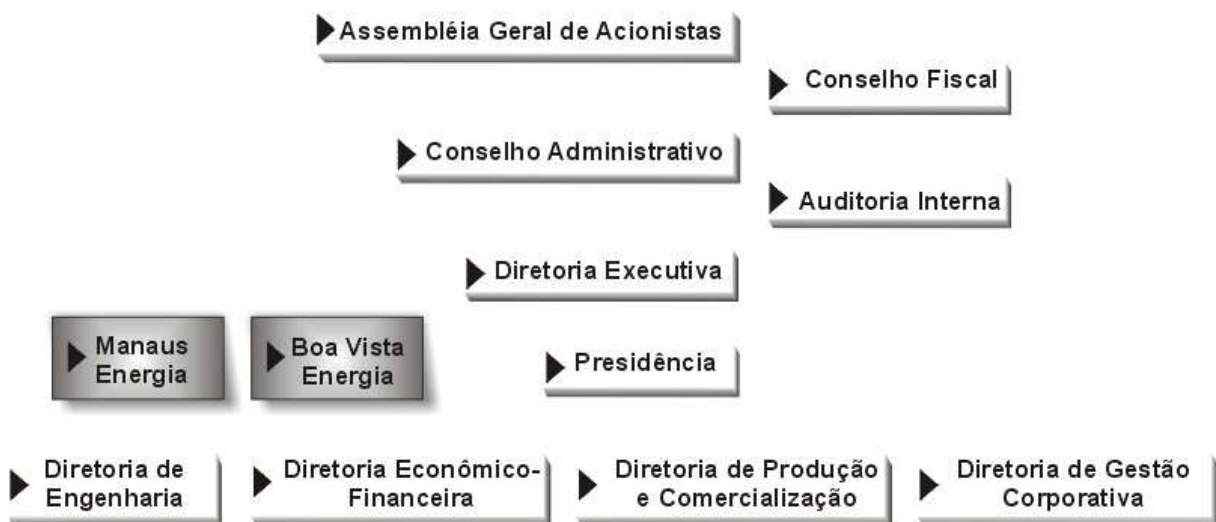 Assembléia Geral de Acionistas
Conselho Fiscal
Conselho Administrativo
Auditoria Interna
Diretoria Executiva
Manaus
Energia
Boa Vista
Energia
Presidência
Diretoria de
Engenharia
Diretoria Econômico-
Financeira
Diretoria de Produção
e Comercialização
Diretoria de Gestão
Corporativa